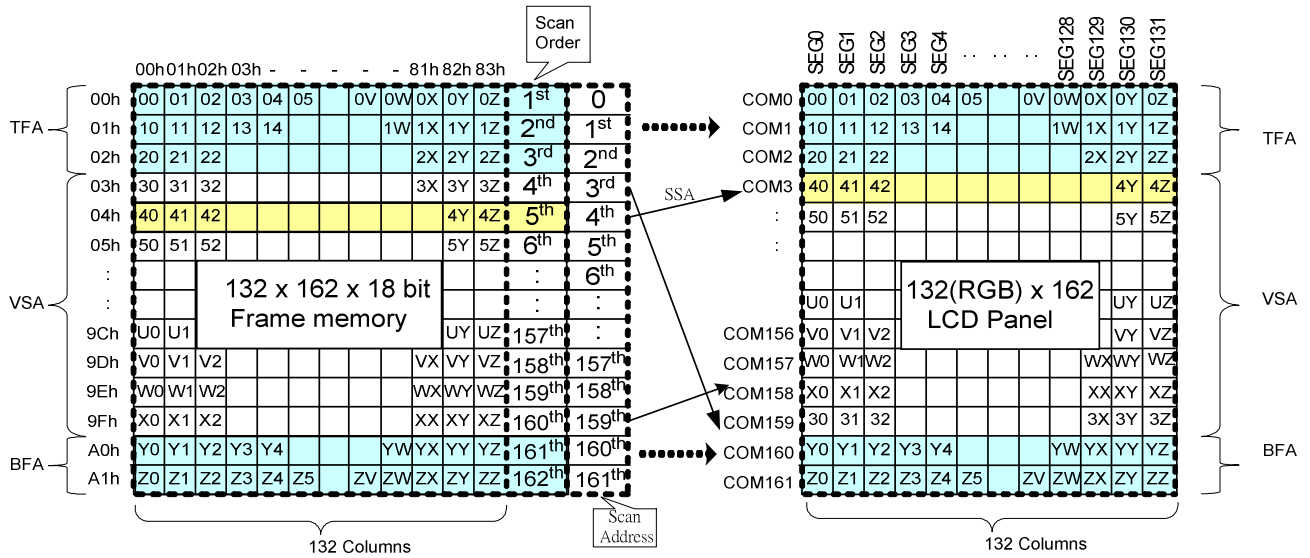 Scan
Order
SEG0 SEG1 SEG2 SEG3 SEG4 .. .. .. SEG128 SEG129 SEG130 SEG131
00h 01h 02h 03h - - - - - 81h 82h 83h
00h 00 01 02 03 04 05 0V 0W 0X 0Y 0Z 1st 0
COM0 00 01 02 03 04 05 0V 0W 0X 0Y 0Z
TFA
01h 10 11 12 13 14 1W 1X 1Y 1Z 2nd 1st
COM1 10 11 12 13 14 1W 1X 1Y 1Z
TFA
02h 20 21 22 2X 2Y 2Z 3rd 2nd
COM2 20 21 22 2X 2Y 2Z
03h 30 31 32 3X 3Y 3Z 4th 3rd
SSA
COM3 40 41 42 4Y 4Z
04h 40 41 42 4Y 4Z 5th 4th
: 50 51 52 5Y 5Z
05h 50 51 52 5Y 5Z 6th 5th
:
: : 6th
VSA
: : :
132 x 162 x 18 bit
Frame memory
132(RGB) x 162
LCD Panel
VSA
U0 U1 UY UZ
9Ch U0 U1 UY UZ 157th :
COM156 V0 V1 V2 VY VZ
9Dh V0 V1 V2 VX VY VZ 158th 157th
COM157 W0 W1 W2 WX WY WZ
9Eh W0 W1 W2 WX WY WZ 159th 158th
COM158 X0 X1 X2 XX XY XZ
9Fh X0 X1 X2 XX XY XZ 160th 159th
COM159 30 31 32 3X 3Y 3Z
A0h Y0 Y1 Y2 Y3 Y4 YW YX YY YZ 161th 160th
COM160 Y0 Y1 Y2 Y3 Y4 YW YX YY YZ
BFA
BFA
A1h Z0 Z1 Z2 Z3 Z4 Z5 ZV ZW ZX ZY ZZ 162th 161th
COM161 Z0 Z1 Z2 Z3 Z4 Z5 ZV ZW ZX ZY ZZ
Scan
Address
132 Columns
132 Columns